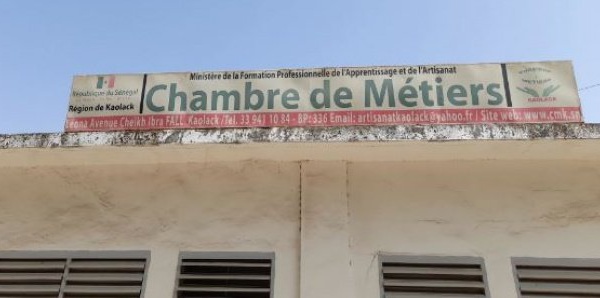 Ministère de la Formation Professionnelle de l'Apprentissage et de l'Artisanat
République du Sénégal
Région de Kaolack
Chambre de Métiers
KAOLACK
Léona Avenue Cheikh Ibra FALL, Kaolack /Tel. 33 941 10 84 - BP: 336 Email: artisanatkaolack@yahoo.fr / Site web: www.cmk.sn